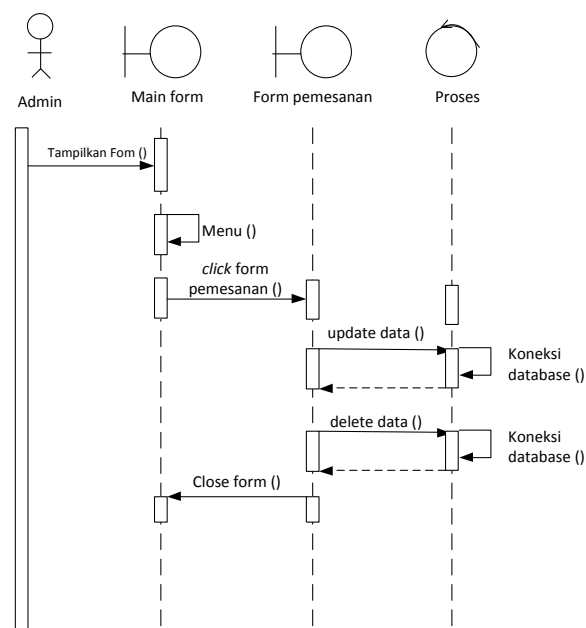 Admin
Main form
Form pemesanan
Proses
Tampilkan Fom ()
Menu ()
click form
pemesanan ()
update data ()
Koneksi
database ()
delete data ()
Koneksi
database ()
Close form ()